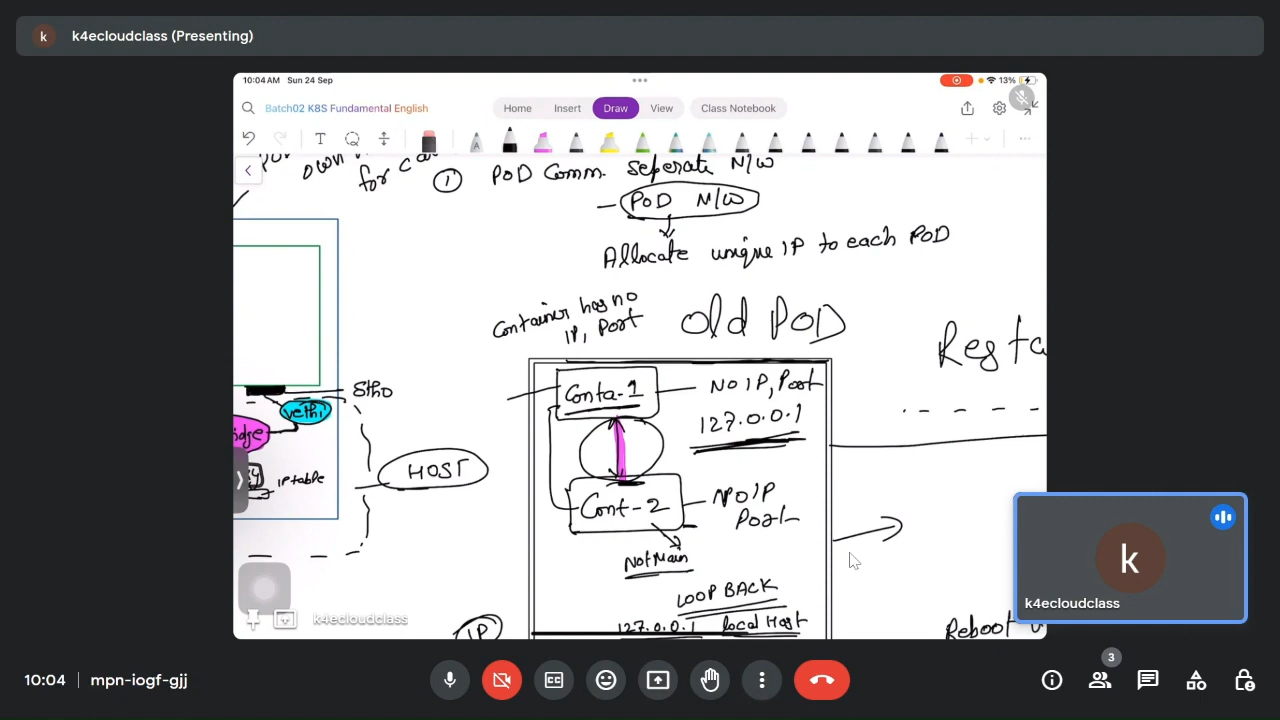 k4ecloudclass (Presenting)
k
10:04 AM Sun 24 Sep
13%
Batch02 K8S Fundamental English
Home Insert Draw View Class Notebook
own
for
① POD Comm. Seperate N/W
– POD N/W
Allocate unique IP to each POD
Container has no
IP, Port
Old POD
Conta-1
NO IP, Port
127.0.0.1
Etho
veth1
iptable
HOST
Cont-2
NO IP
Port
Not Main
LOOP BACK
127.0.0.1 local Host
IP
Reboot
k4ecloudclass
k
k4ecloudclass
10:04 | mpn-iogf-gjj
3